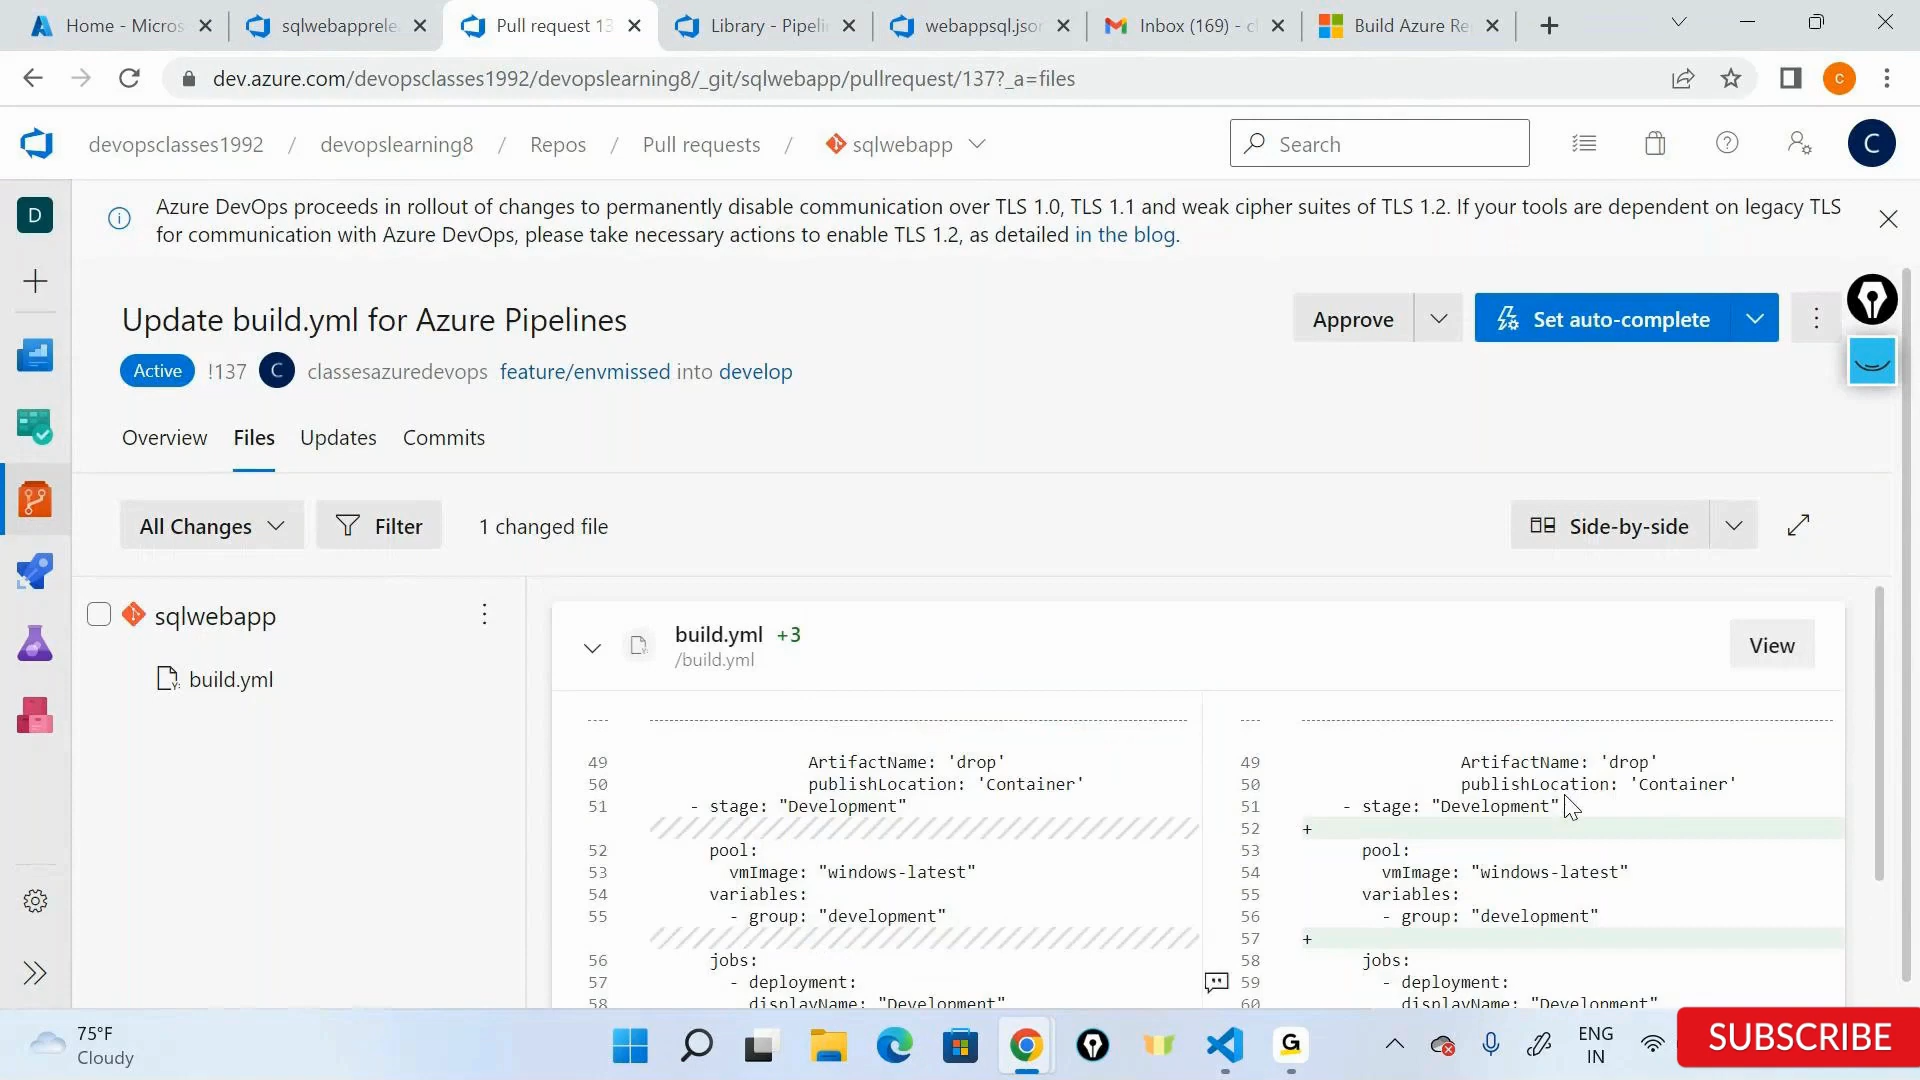 Home - Micros
sqlwebapprele
Pull request 13
Library - Pipelin
webappsql.jsor
Inbox (169) - cl
Build Azure Re
dev.azure.com/devopsclasses1992/devopslearning8/_git/sqlwebapp/pullrequest/137?_a=files
c
devopsclasses1992 / devopslearning8 / Repos / Pull requests / sqlwebapp
Search
C
D
Azure DevOps proceeds in rollout of changes to permanently disable communication over TLS 1.0, TLS 1.1 and weak cipher suites of TLS 1.2. If your tools are dependent on legacy TLS
for communication with Azure DevOps, please take necessary actions to enable TLS 1.2, as detailed in the blog.
Update build.yml for Azure Pipelines
Approve
Set auto-complete
Active !137 C classesazuredevops feature/envmissed into develop
Overview Files Updates Commits
All Changes Filter 1 changed file
Side-by-side
sqlwebapp
build.yml
build.yml +3
/build.yml
View
49 ArtifactName: 'drop'
50 publishLocation: 'Container'
51 - stage: "Development"
52 pool:
53 vmImage: "windows-latest"
54 variables:
55 - group: "development"
56 jobs:
57 - deployment:
58 displayName: "Development"
49 ArtifactName: 'drop'
50 publishLocation: 'Container'
51 - stage: "Development"
52 +
53 pool:
54 vmImage: "windows-latest"
55 variables:
56 - group: "development"
57 +
58 jobs:
59 - deployment:
60 displayName: "Development"
75°F
Cloudy
G
ENG
IN
SUBSCRIBE